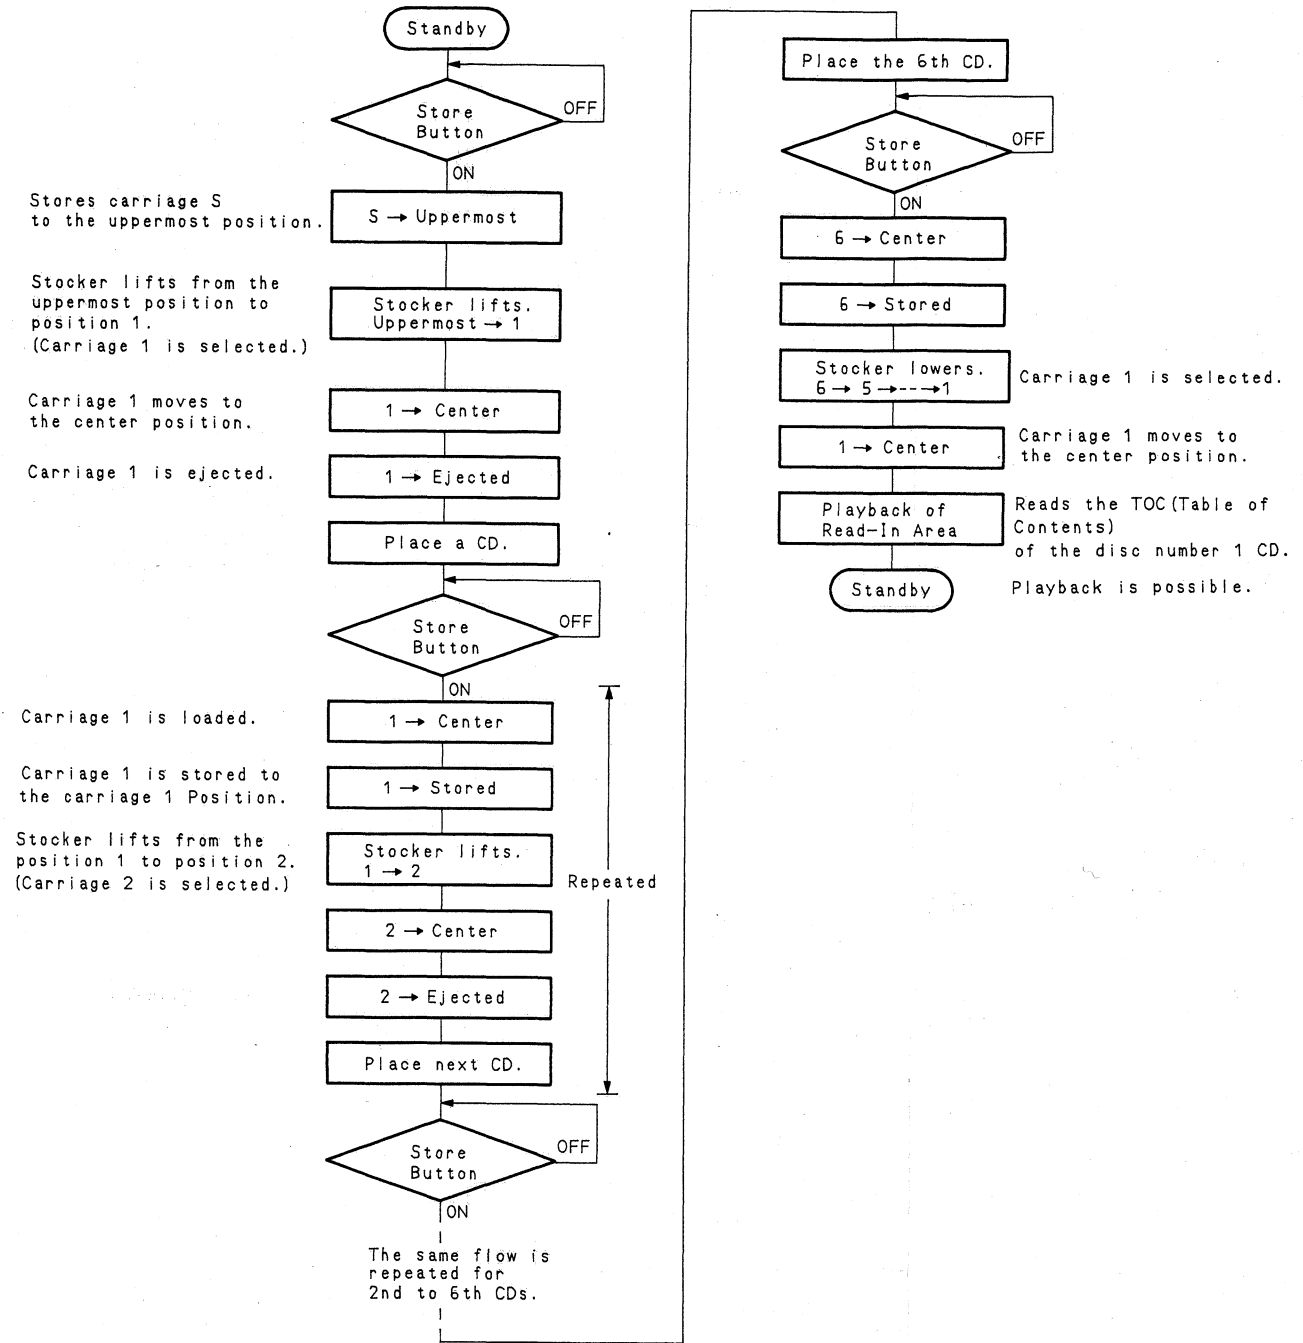 Standby
Store
Button
OFF
ON
Stores carriage S
to the uppermost position.
S → Uppermost
Stocker lifts from the
uppermost position to
position 1.
(Carriage 1 is selected.)
Stocker lifts.
Uppermost → 1
Carriage 1 moves to
the center position.
1 → Center
Carriage 1 is ejected.
1 → Ejected
Place a CD.
Store
Button
OFF
ON
Carriage 1 is loaded.
1 → Center
Carriage 1 is stored to
the carriage 1 Position.
1 → Stored
Stocker lifts from the
position 1 to position 2.
(Carriage 2 is selected.)
Stocker lifts.
1 → 2
Repeated
2 → Center
2 → Ejected
Place next CD.
Store
Button
OFF
ON
The same flow is
repeated for
2nd to 6th CDs.
Place the 6th CD.
Store
Button
OFF
ON
6 → Center
6 → Stored
Stocker lowers.
6 → 5 →---→1
Carriage 1 is selected.
1 → Center
Carriage 1 moves to
the center position.
Playback of
Read-In Area
Reads the TOC(Table of
Contents)
of the disc number 1 CD.
Standby
Playback is possible.